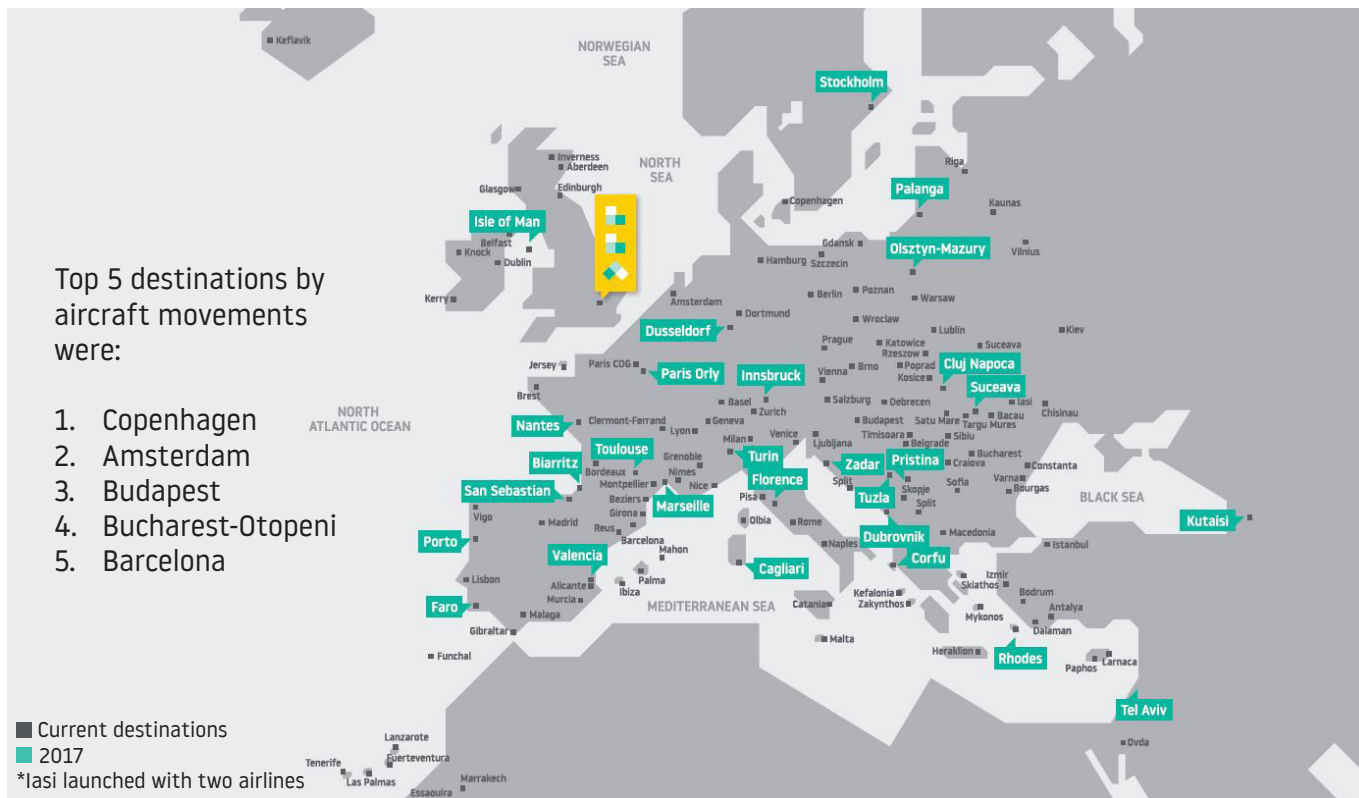 Keflavik
NORWEGIAN
SEA
Stockholm
Inverness
Aberdeen
NORTH
SEA
Riga
Glasgow
Edinburgh
Palanga
Copenhagen
Kaunas
Isle of Man
Belfast
Knock
Dublin
Gdansk
Olsztyn-Mazury
Vilnius
Hamburg
Szczecin
Top 5 destinations by
aircraft movements
were:
1. Copenhagen
2. Amsterdam
3. Budapest
4. Bucharest-Otopeni
5. Barcelona
Kerry
Amsterdam
Berlin
Poznan
Warsaw
Dortmund
Dusseldorf
Wroclaw
Lublin
Kiev
Prague
Katowice
Rzeszow
Suceava
Jersey
Paris CDG
Paris Orly
Innsbruck
Vienna
Brno
Poprad
Kosice
Cluj Napoca
Suceava
Brest
Basel
Zurich
Salzburg
Debrecen
Iasi
Chisinau
NORTH
ATLANTIC OCEAN
Nantes
Clermont-Ferrand
Lyon
Geneva
Budapest
Satu Mare
Bacau
Targu Mures
Milan
Venice
Ljubljana
Timisoara
Belgrade
Sibiu
Toulouse
Biarritz
Bordeaux
Grenoble
Nimes
Turin
Zadar
Pristina
Bucharest
Craiova
Constanta
Montpellier
Nice
Florence
Split
Skopje
Sofia
Varna
Bourgas
San Sebastian
Beziers
Marseille
Pisa
Tuzla
BLACK SEA
Vigo
Madrid
Girona
Reus
Olbia
Rome
Split
Kutaisi
Porto
Barcelona
Mahon
Naples
Dubrovnik
Macedonia
Istanbul
Valencia
Corfu
Cagliari
Lisbon
Alicante
Palma
Ibiza
Izmir
Skiathos
Murcia
MEDITERRANEAN SEA
Catania
Kefalonia
Zakynthos
Bodrum
Faro
Malaga
Mykonos
Antalya
Gibraltar
Malta
Dalaman
Funchal
Heraklion
Rhodes
Paphos
Larnaca
Tel Aviv
Ovda
Current destinations
2017
*Iasi launched with two airlines
Lanzarote
Fuerteventura
Tenerife
Las Palmas
Marrakech
Essaouira